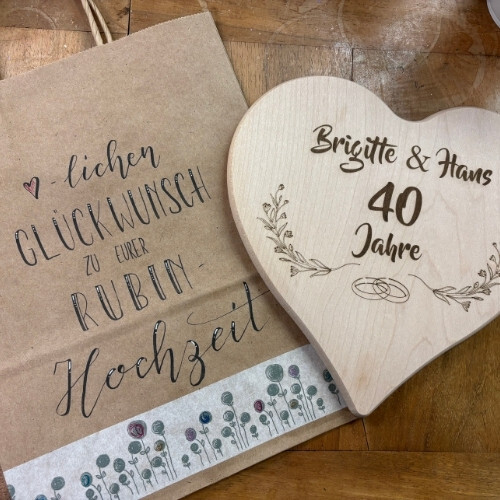 ♥-lichen
GLÜCKWUNSCH
ZU EURER
RUBIN-
Hochzeit
Brigitte & Hans
40
Jahre